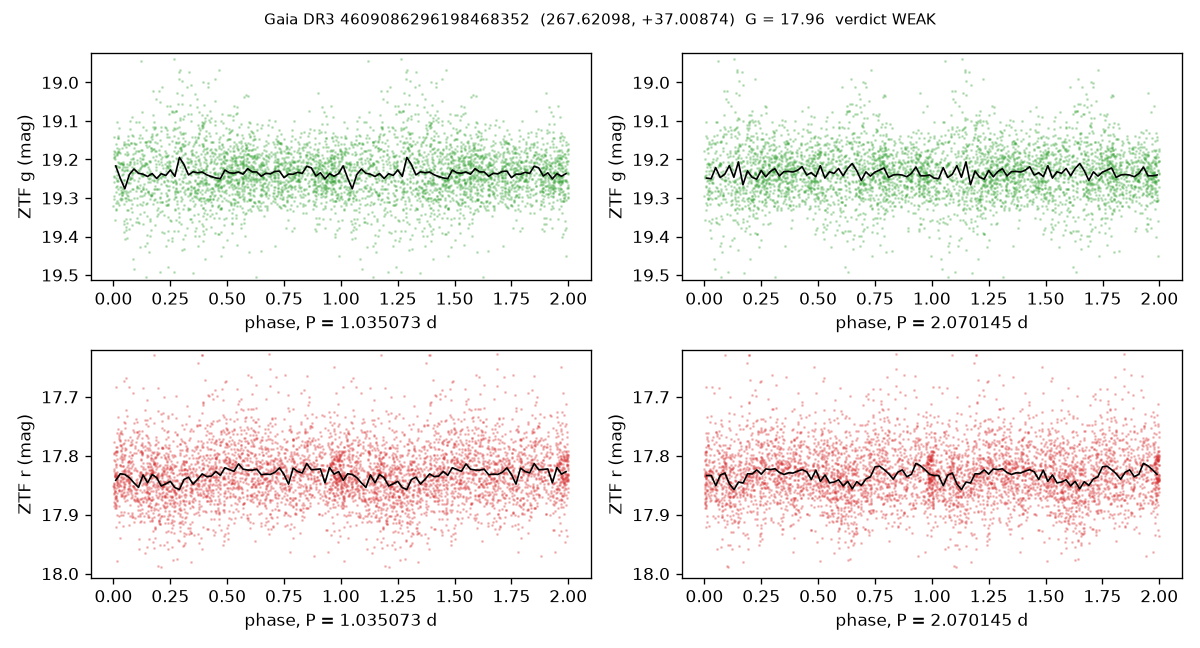 Gaia DR3 4609086296198468352  (267.62098, +37.00874)  G = 17.96  verdict WEAK
ZTF g (mag)
19.0
19.1
19.2
19.3
19.4
19.5
0.00 0.25 0.50 0.75 1.00 1.25 1.50 1.75 2.00
phase, P = 1.035073 d
ZTF g (mag)
19.0
19.1
19.2
19.3
19.4
19.5
0.00 0.25 0.50 0.75 1.00 1.25 1.50 1.75 2.00
phase, P = 2.070145 d
ZTF r (mag)
17.7
17.8
17.9
18.0
0.00 0.25 0.50 0.75 1.00 1.25 1.50 1.75 2.00
phase, P = 1.035073 d
ZTF r (mag)
17.7
17.8
17.9
18.0
0.00 0.25 0.50 0.75 1.00 1.25 1.50 1.75 2.00
phase, P = 2.070145 d